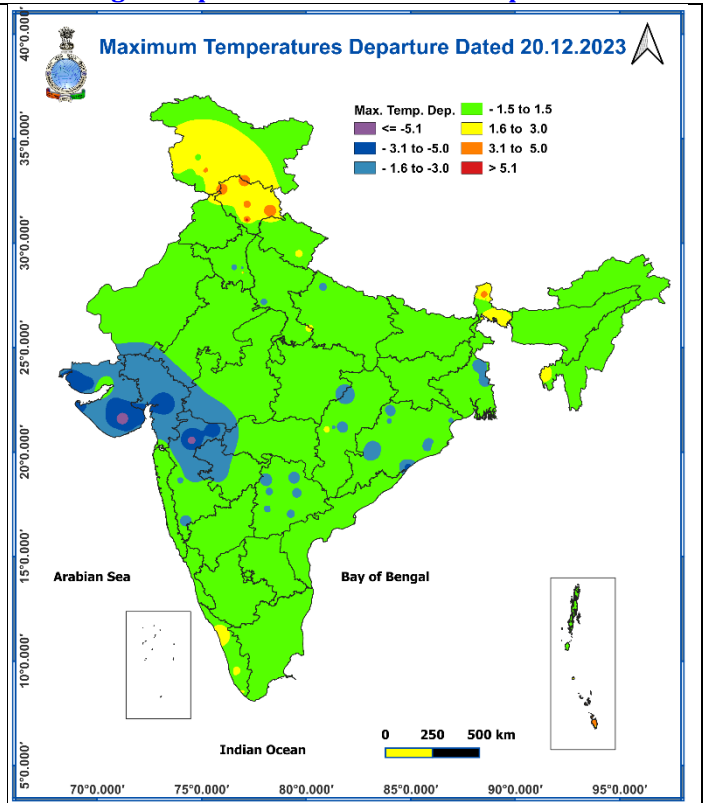 Maximum Temperatures Departure Dated 20.12.2023
Max. Temp. Dep.
<= -5.1
- 3.1 to -5.0
- 1.6 to -3.0
- 1.5 to 1.5
1.6 to 3.0
3.1 to 5.0
> 5.1
40°0.000'
35°0.000'
30°0.000'
25°0.000'
20°0.000'
15°0.000'
10°0.000'
5°0.000'
Arabian Sea
Bay of Bengal
Indian Ocean
0 250 500 km
70°0.000' 75°0.000' 80°0.000' 85°0.000' 90°0.000' 95°0.000'